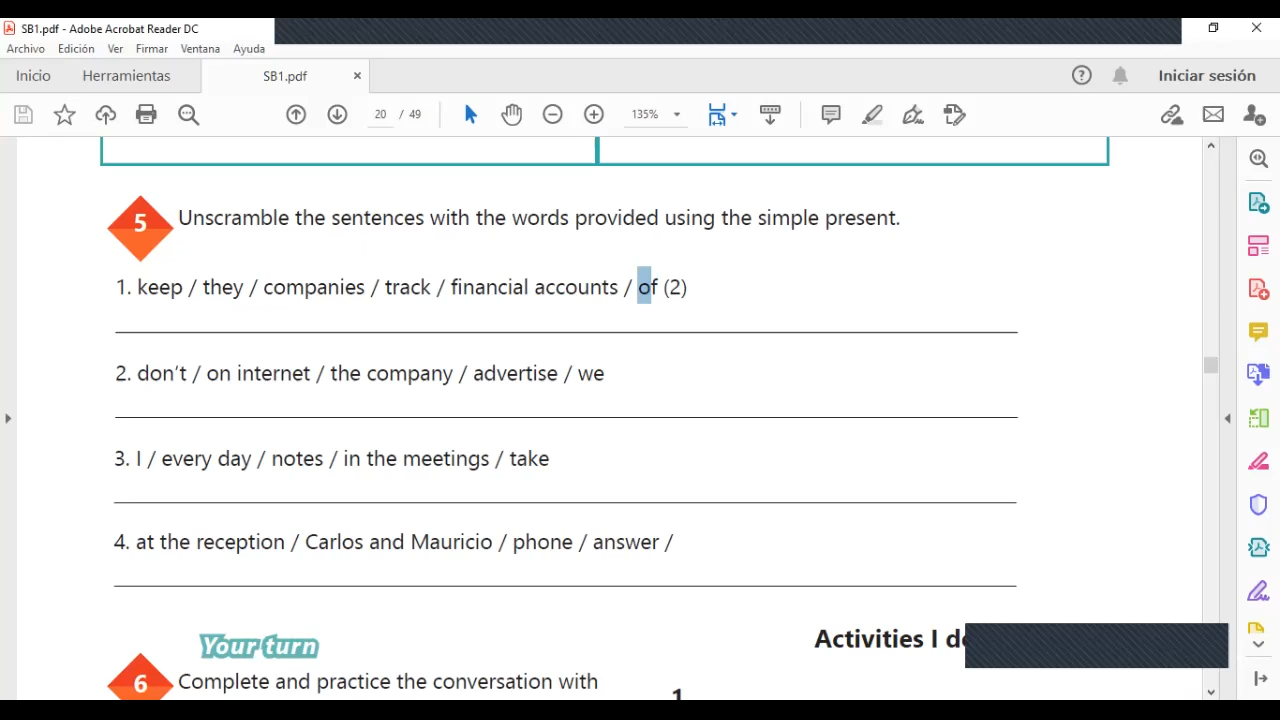 SB1.pdf - Adobe Acrobat Reader DC
Archivo Edición Ver Firmar Ventana Ayuda
Inicio Herramientas SB1.pdf × Iniciar sesión
20 / 49 135%
5 Unscramble the sentences with the words provided using the simple present.
1. keep / they / companies / track / financial accounts / of (2)
2. don’t / on internet / the company / advertise / we
3. I / every day / notes / in the meetings / take
4. at the reception / Carlos and Mauricio / phone / answer /
Your turn
Activities I
6 Complete and practice the conversation with
1